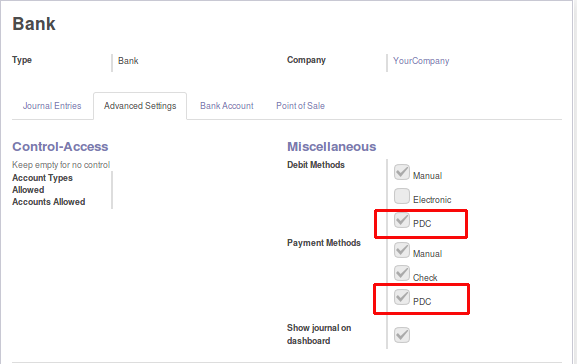 Bank
Type Bank Company YourCompany
Journal Entries Advanced Settings Bank Account Point of Sale
Control-Access
Keep empty for no control
Account Types
Allowed
Accounts Allowed
Miscellaneous
Debit Methods Manual
Electronic
PDC
Payment Methods Manual
Check
PDC
Show journal on
dashboard